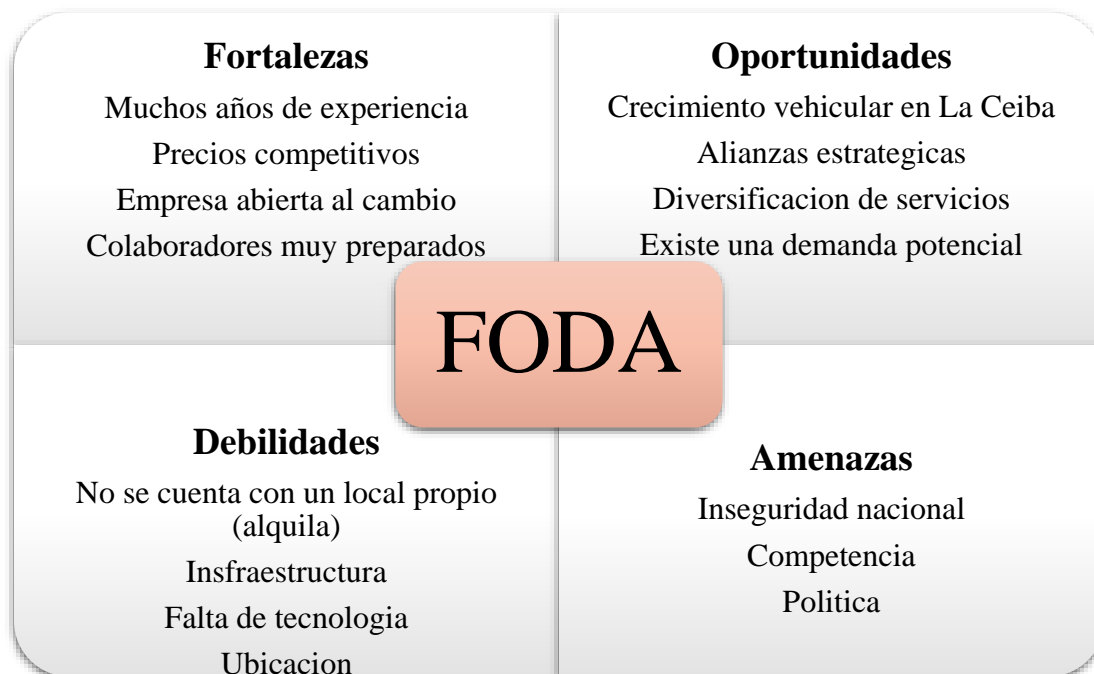 Fortalezas
Muchos años de experiencia
Precios competitivos
Empresa abierta al cambio
Colaboradores muy preparados
Oportunidades
Crecimiento vehicular en La Ceiba
Alianzas estrategicas
Diversificacion de servicios
Existe una demanda potencial
FODA
Debilidades
No se cuenta con un local propio
(alquila)
Insfraestructura
Falta de tecnologia
Ubicacion
Amenazas
Inseguridad nacional
Competencia
Politica